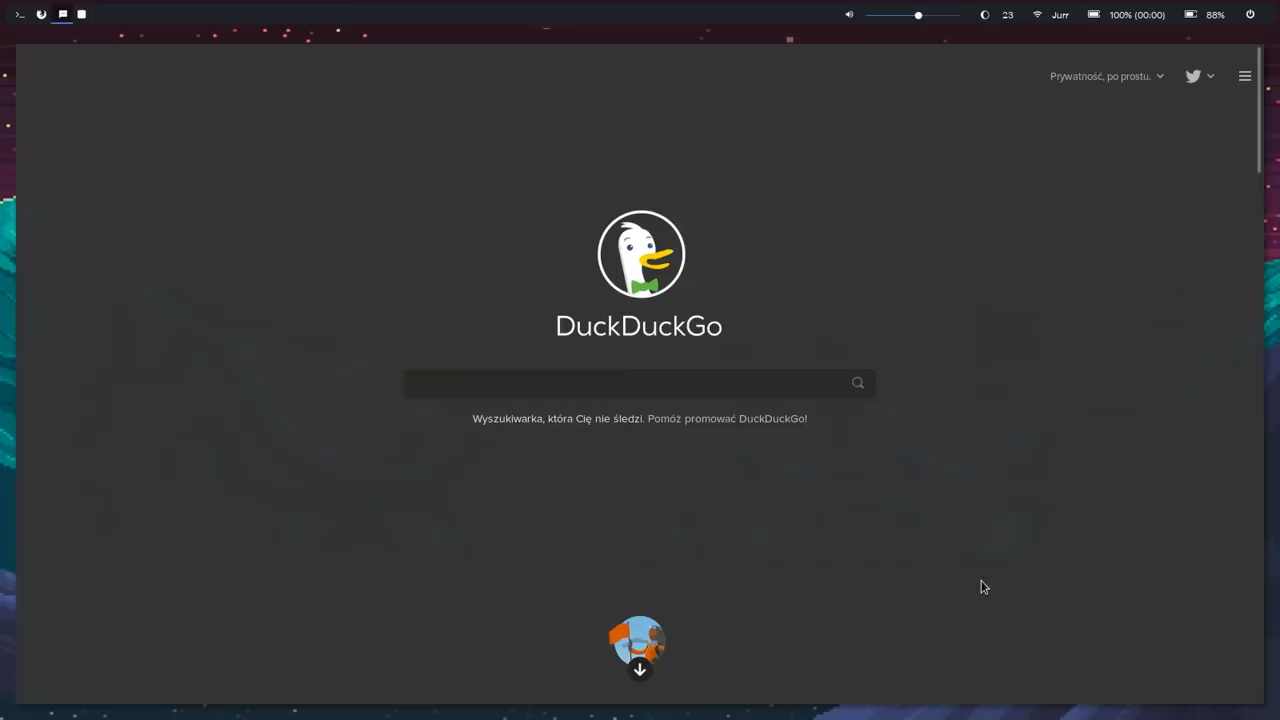 23 Jurr 100% (00:00) 88%
Prywatność, po prostu.
DuckDuckGo
Wyszukiwarka, która Cię nie śledzi. Pomóż promować DuckDuckGo!